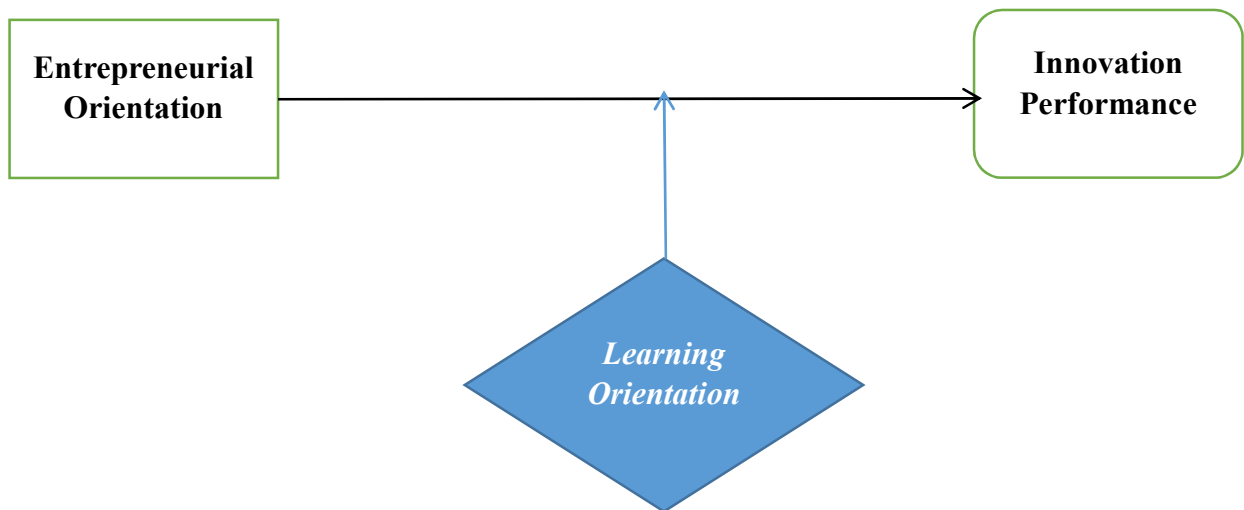 Entrepreneurial
Orientation
Innovation
Performance
Learning
Orientation